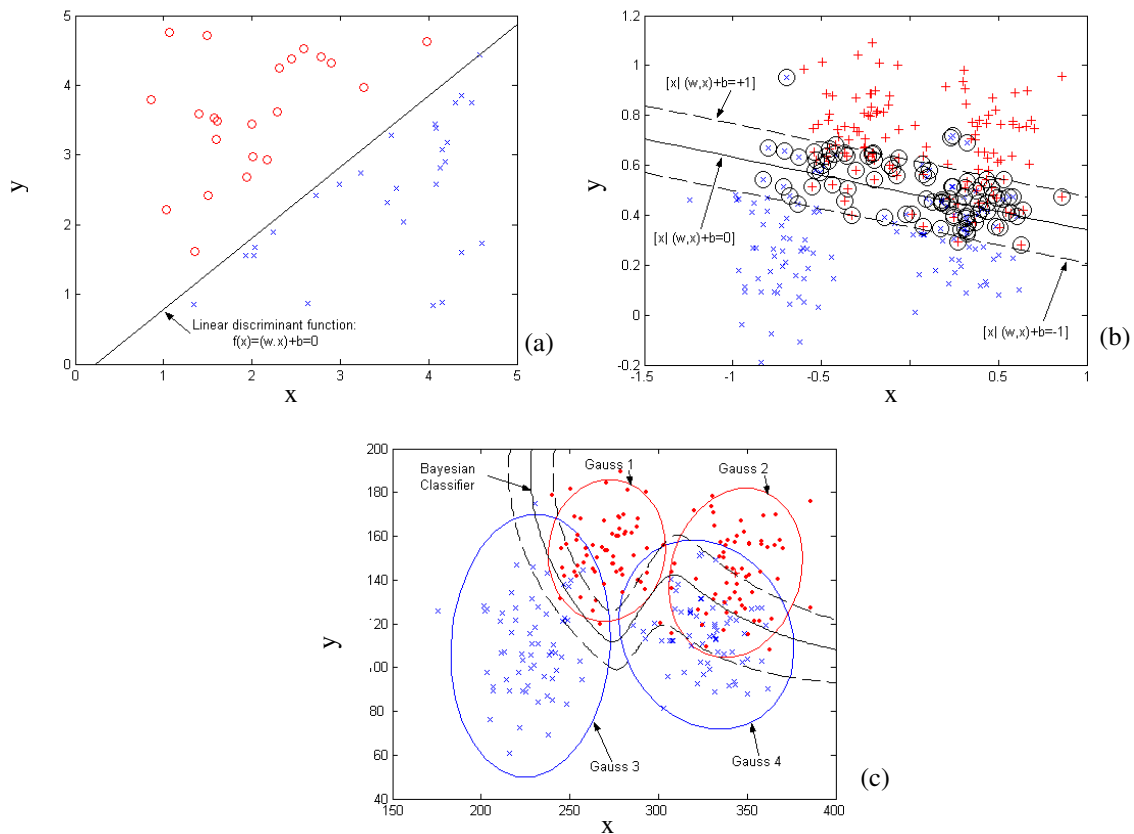 5
4
3
2
1
0
y
0
1
2
3
4
5
x
Linear discriminant function:
f(x)=(w.x)+b=0
(a)
1.2
1
0.8
0.6
0.4
0.2
0
-0.2
y
-1.5
-1
-0.5
0
0.5
1
x
[x| (w,x)+b=+1]
[x| (w,x)+b=0]
[x| (w,x)+b=-1]
(b)
200
180
160
140
120
00
80
60
40
y
150
200
250
300
350
400
x
Bayesian
Classifier
Gauss 1
Gauss 2
Gauss 3
Gauss 4
(c)